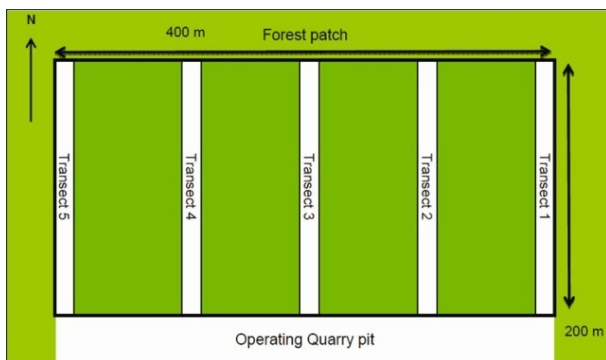 N
400 m
Forest patch
Transect 5
Transect 4
Transect 3
Transect 2
Transect 1
200 m
Operating Quarry pit